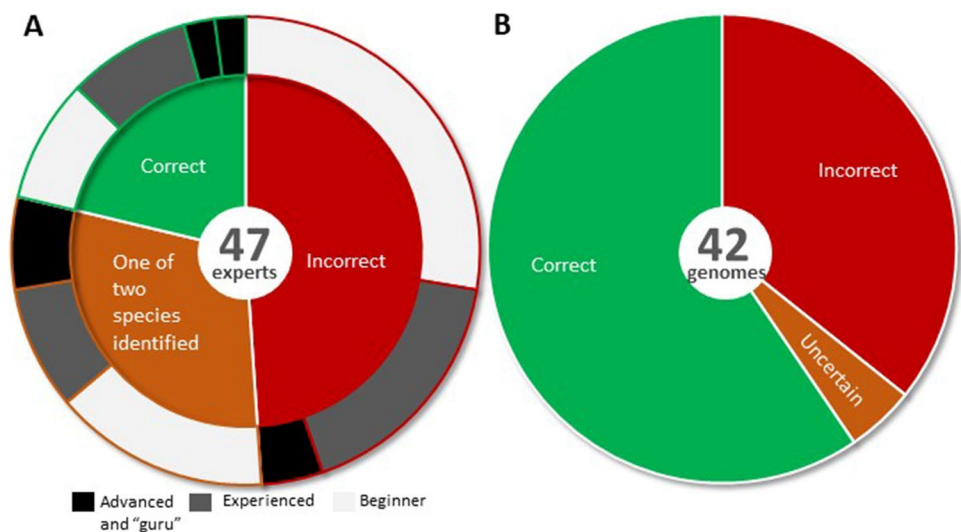 A
B
Correct
Incorrect
47
experts
One of
two
species
identified
Correct
Incorrect
42
genomes
Uncertain
Advanced
and "guru"
Experienced
Beginner